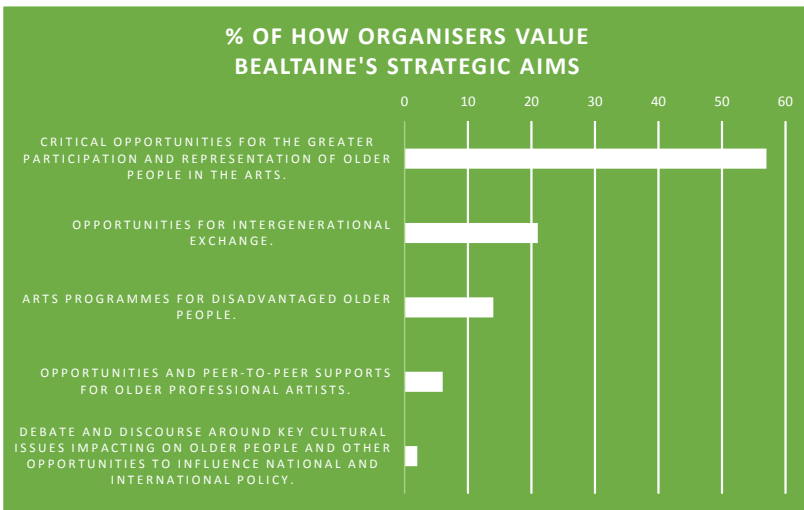 % OF HOW ORGANISERS VALUE
BEALTAINE'S STRATEGIC AIMS
0 10 20 30 40 50 60
CRITICAL OPPORTUNITIES FOR THE GREATER
PARTICIPATION AND REPRESENTATION OF OLDER
PEOPLE IN THE ARTS.
OPPORTUNITIES FOR INTERGENERATIONAL
EXCHANGE.
ARTS PROGRAMMES FOR DISADVANTAGED OLDER
PEOPLE.
OPPORTUNITIES AND PEER-TO-PEER SUPPORTS
FOR OLDER PROFESSIONAL ARTISTS.
DEBATE AND DISCOURSE AROUND KEY CULTURAL
ISSUES IMPACTING ON OLDER PEOPLE AND OTHER
OPPORTUNITIES TO INFLUENCE NATIONAL AND
INTERNATIONAL POLICY.